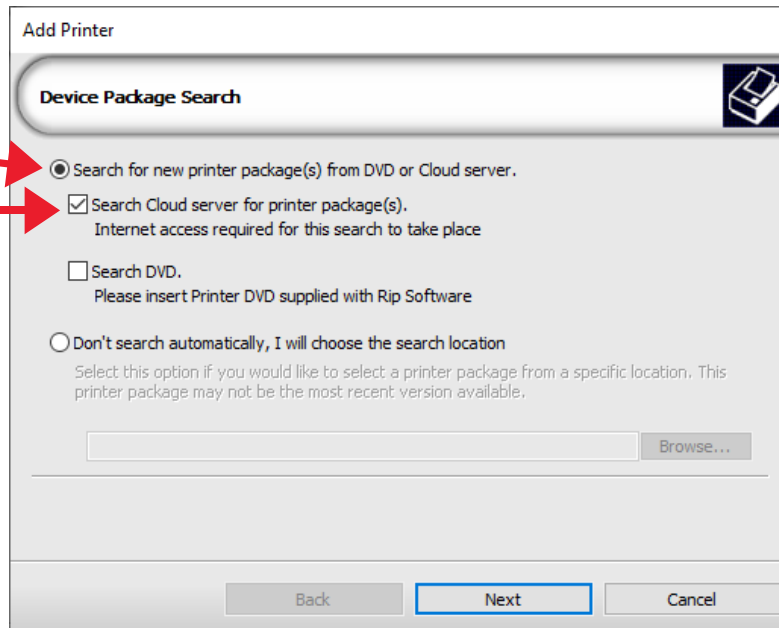 Add Printer
Device Package Search
Search for new printer package(s) from DVD or Cloud server.
Search Cloud server for printer package(s).
Internet access required for this search to take place
Search DVD.
Please insert Printer DVD supplied with Rip Software
Don't search automatically, I will choose the search location
Select this option if you would like to select a printer package from a specific location. This
printer package may not be the most recent version available.
Browse...
Back Next Cancel